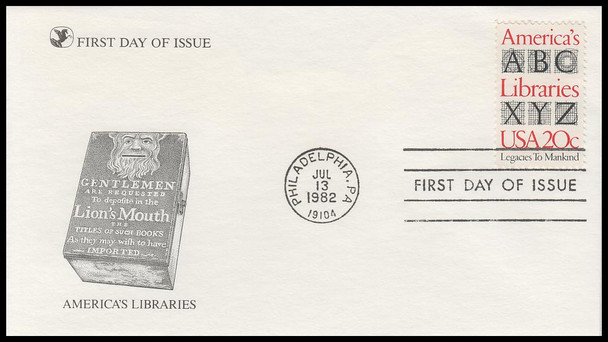 FIRST DAY OF ISSUE
GENTLEMEN
ARE REQUESTED
To deposite in the
Lion's Mouth
THE
TITLES OF SUCH BOOKS
As they may wish to have
IMPORTED
AMERICA'S LIBRARIES
PHILADELPHIA, PA
JUL
13
1982
19104
America's
ABC
Libraries
XYZ
USA 20c
Legacies To Mankind
FIRST DAY OF ISSUE